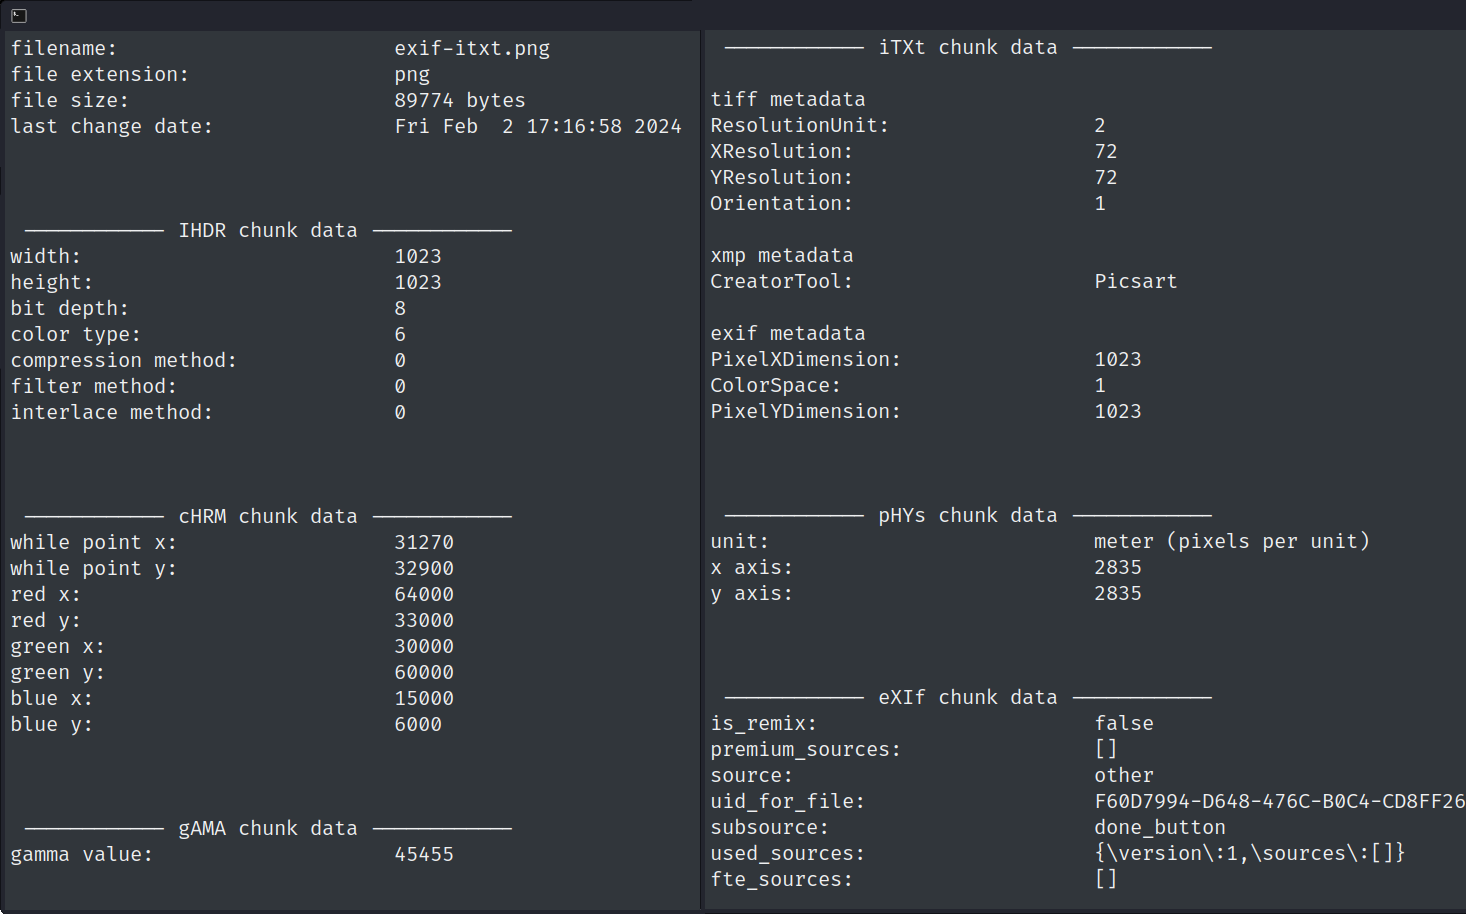 filename: exif-itxt.png
file extension: png
file size: 89774 bytes
last change date: Fri Feb  2 17:16:58 2024
──────────── IHDR chunk data ────────────
width: 1023
height: 1023
bit depth: 8
color type: 6
compression method: 0
filter method: 0
interlace method: 0
──────────── cHRM chunk data ────────────
while point x: 31270
while point y: 32900
red x: 64000
red y: 33000
green x: 30000
green y: 60000
blue x: 15000
blue y: 6000
──────────── gAMA chunk data ────────────
gamma value: 45455
──────────── iTXt chunk data ────────────
tiff metadata
ResolutionUnit: 2
XResolution: 72
YResolution: 72
Orientation: 1
xmp metadata
CreatorTool: Picsart
exif metadata
PixelXDimension: 1023
ColorSpace: 1
PixelYDimension: 1023
──────────── pHYs chunk data ────────────
unit: meter (pixels per unit)
x axis: 2835
y axis: 2835
──────────── eXIf chunk data ────────────
is_remix: false
premium_sources: []
source: other
uid_for_file: F60D7994-D648-476C-B0C4-CD8FF26
subsource: done_button
used_sources: {\version\:1,\sources\:[]}
fte_sources: []